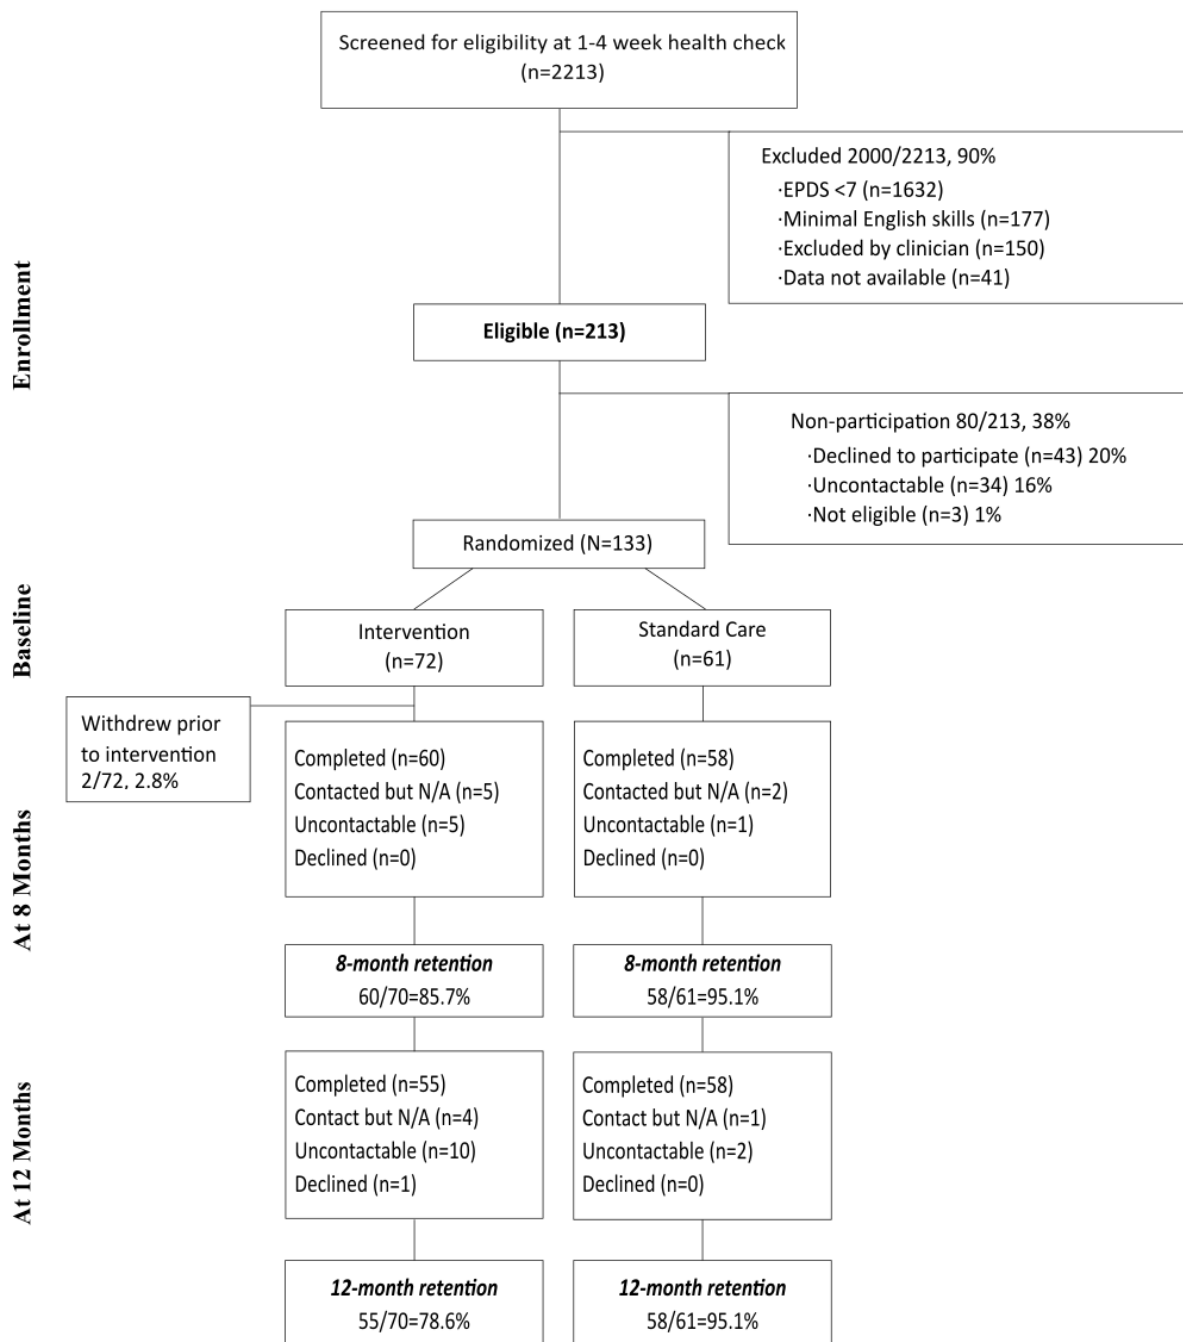 Screened for eligibility at 1-4 week health check
(n=2213)
Excluded 2000/2213, 90%
·EPDS <7 (n=1632)
·Minimal English skills (n=177)
·Excluded by clinician (n=150)
·Data not available (n=41)
Enrollment
Eligible (n=213)
Non-participation 80/213, 38%
·Declined to participate (n=43) 20%
·Uncontactable (n=34) 16%
·Not eligible (n=3) 1%
Randomized (N=133)
Baseline
Intervention
(n=72)
Standard Care
(n=61)
Withdrew prior
to intervention
2/72, 2.8%
At 8 Months
Completed (n=60)
Contacted but N/A (n=5)
Uncontactable (n=5)
Declined (n=0)
Completed (n=58)
Contacted but N/A (n=2)
Uncontactable (n=1)
Declined (n=0)
8-month retention
60/70=85.7%
8-month retention
58/61=95.1%
At 12 Months
Completed (n=55)
Contact but N/A (n=4)
Uncontactable (n=10)
Declined (n=1)
Completed (n=58)
Contact but N/A (n=1)
Uncontactable (n=2)
Declined (n=0)
12-month retention
55/70=78.6%
12-month retention
58/61=95.1%